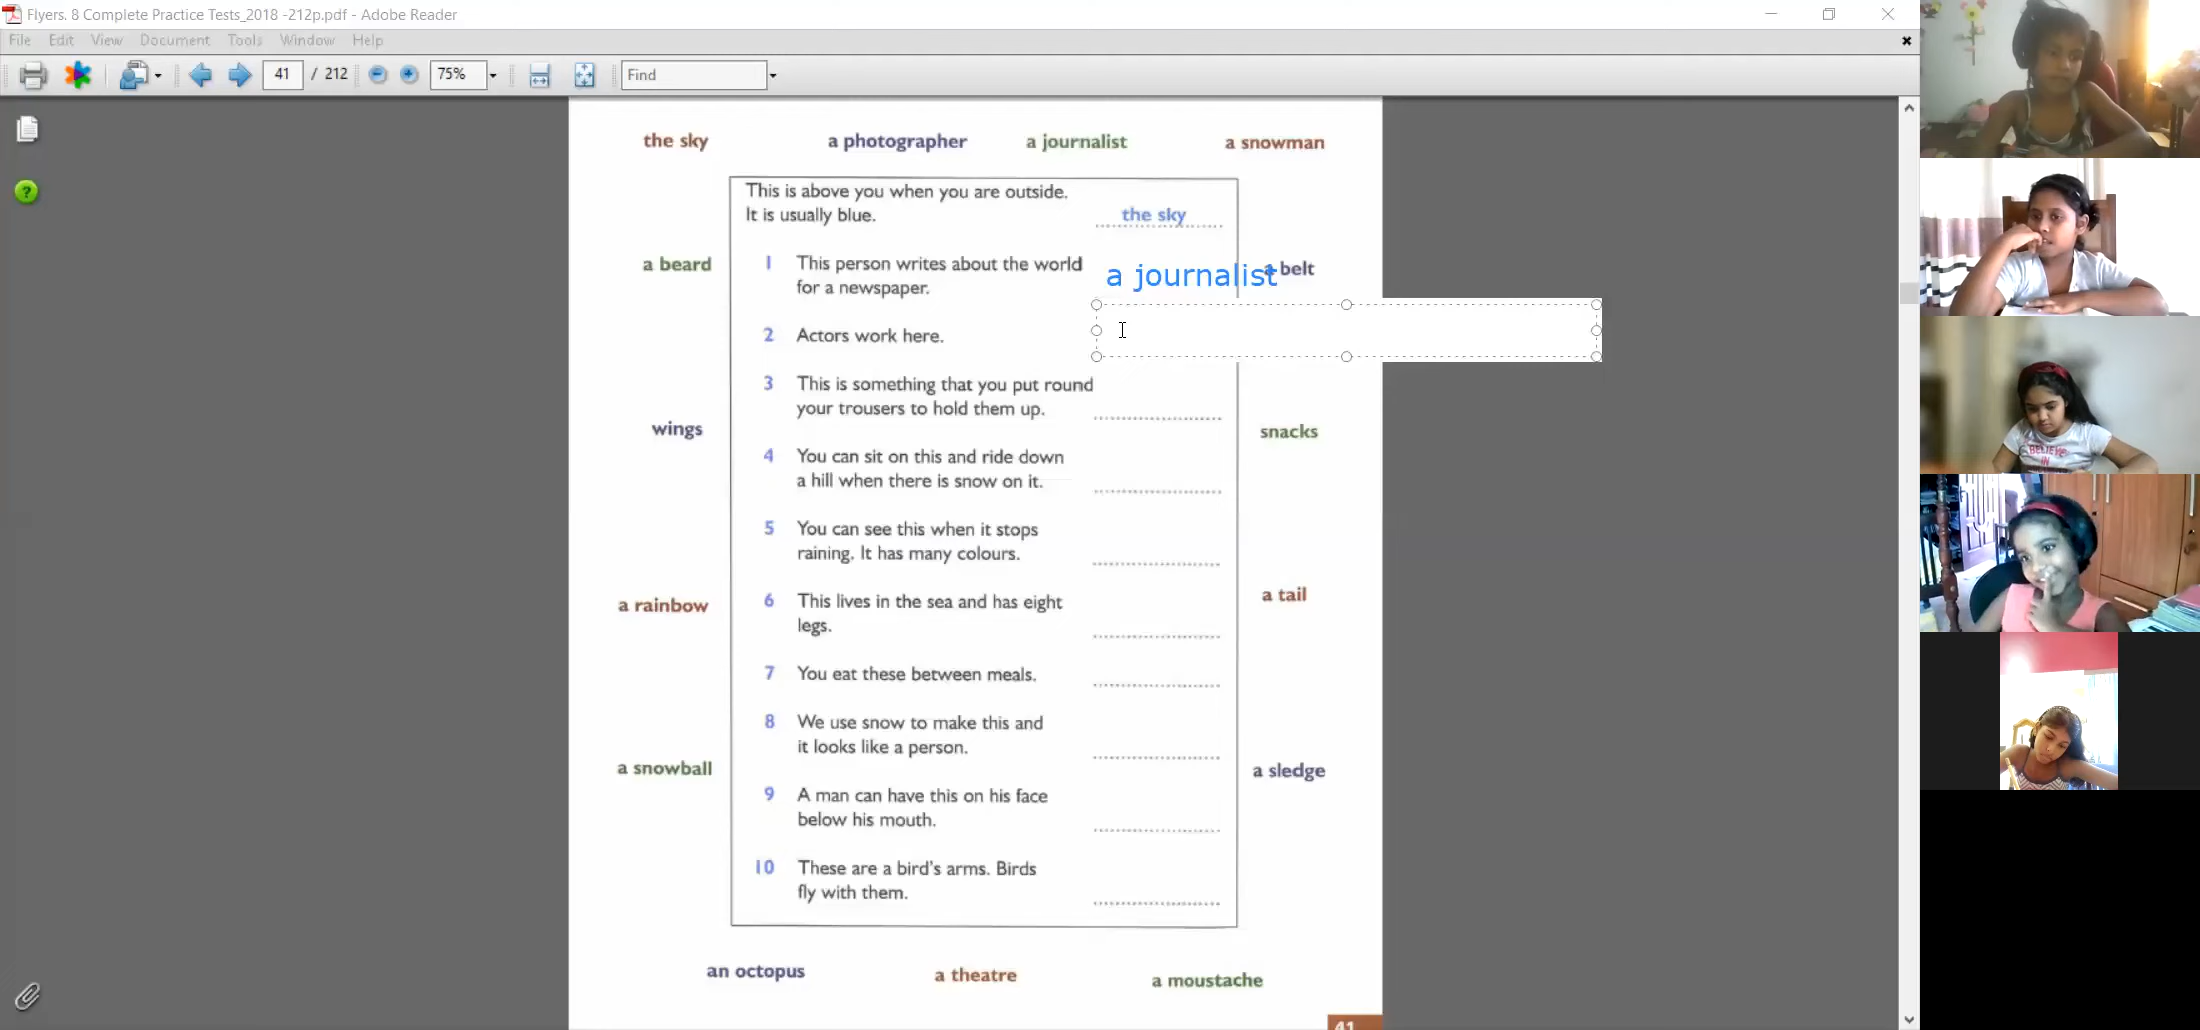 Flyers. 8 Complete Practice Tests_2018 -212p.pdf - Adobe Reader
File Edit View Document Tools Window Help
41 / 212 75% Find
the sky a photographer a journalist a snowman
This is above you when you are outside.
It is usually blue. the sky
a beard 1 This person writes about the world a journalist a belt
for a newspaper.
2 Actors work here.
3 This is something that you put round
your trousers to hold them up.
wings snacks
4 You can sit on this and ride down
a hill when there is snow on it.
5 You can see this when it stops
raining. It has many colours.
a rainbow 6 This lives in the sea and has eight a tail
legs.
7 You eat these between meals.
8 We use snow to make this and
it looks like a person.
a snowball a sledge
9 A man can have this on his face
below his mouth.
10 These are a bird's arms. Birds
fly with them.
an octopus a theatre a moustache
41
BELIEVE
IN